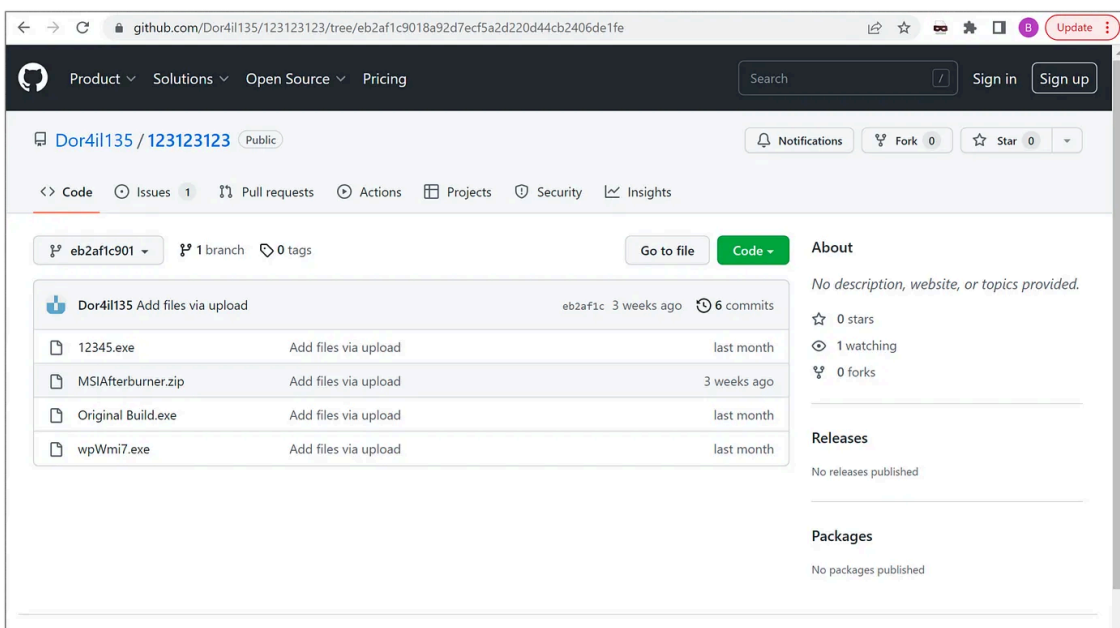 github.com/Dor4il135/123123123/tree/eb2af1c9018a92d7ecf5a2d220d44cb2406de1fe B Update
Product Solutions Open Source Pricing Search / Sign in Sign up
Dor4il135 / 123123123 Public Notifications Fork 0 Star 0
Code Issues 1 Pull requests Actions Projects Security Insights
eb2af1c901 1 branch 0 tags Go to file Code
Dor4il135 Add files via upload eb2af1c 3 weeks ago 6 commits
12345.exe Add files via upload last month
MSIAfterburner.zip Add files via upload 3 weeks ago
Original Build.exe Add files via upload last month
wpWmi7.exe Add files via upload last month
About
No description, website, or topics provided.
0 stars
1 watching
0 forks
Releases
No releases published
Packages
No packages published